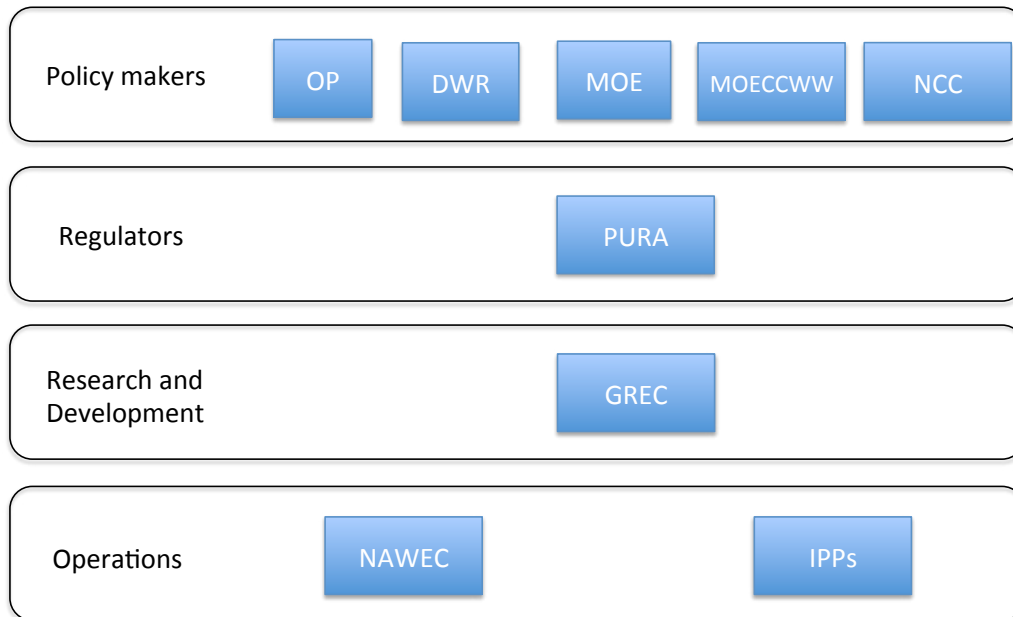 Policy makers
OP
DWR
MOE
MOECCWW
NCC
Regulators
PURA
Research and
Development
GREC
Operations
NAWEC
IPPs